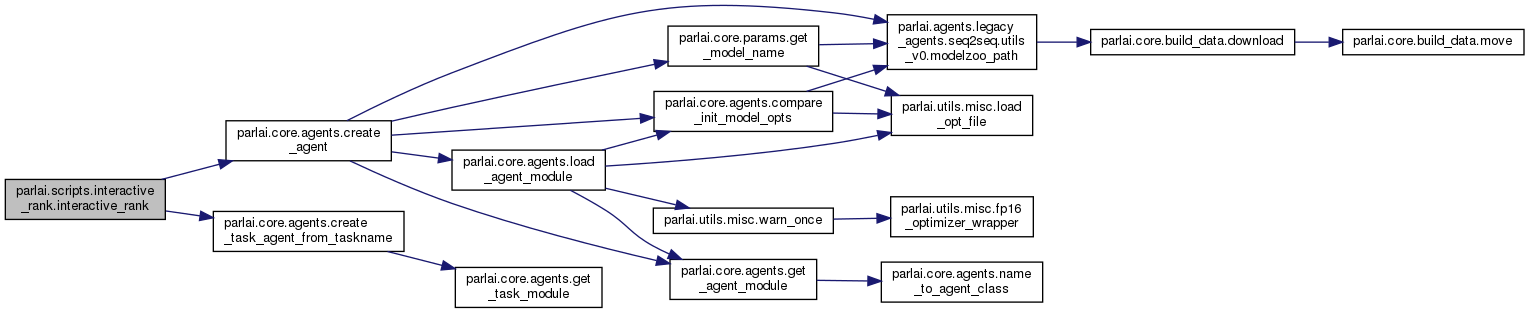 parlai.scripts.interactive
_rank.interactive_rank
parlai.core.agents.create
_agent
parlai.core.agents.create
_task_agent_from_taskname
parlai.core.agents.load
_agent_module
parlai.core.agents.get
_task_module
parlai.core.params.get
_model_name
parlai.core.agents.compare
_init_model_opts
parlai.utils.misc.warn_once
parlai.core.agents.get
_agent_module
parlai.agents.legacy
_agents.seq2seq.utils
_v0.modelzoo_path
parlai.utils.misc.load
_opt_file
parlai.utils.misc.fp16
_optimizer_wrapper
parlai.core.agents.name
_to_agent_class
parlai.core.build_data.download
parlai.core.build_data.move